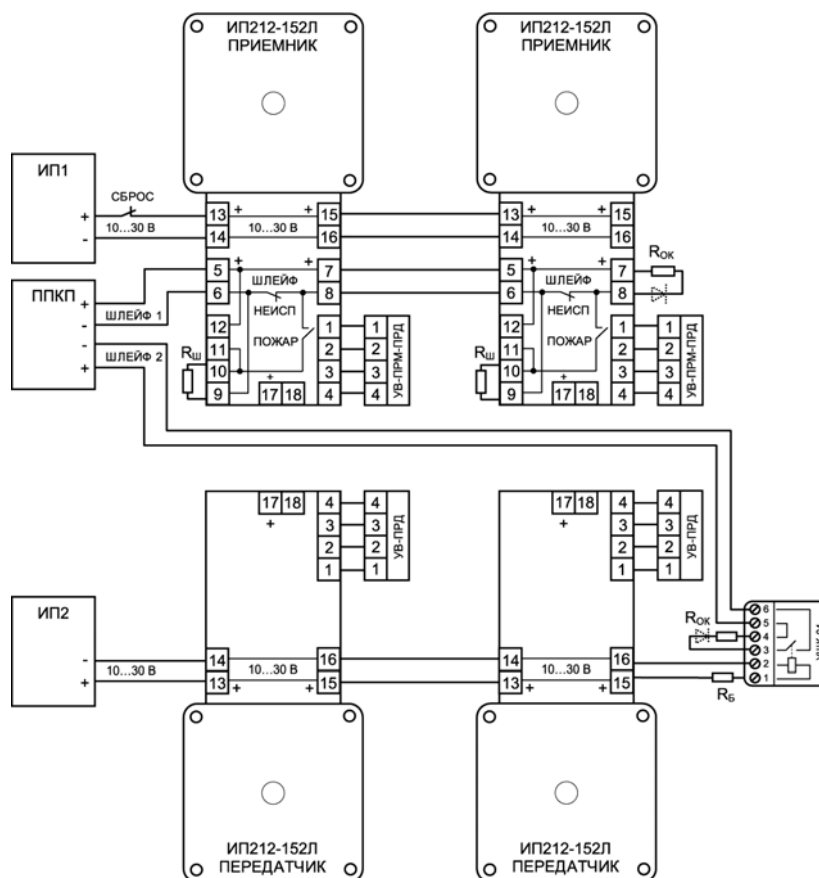 ИП212-152Л
ПРИЕМНИК
ИП212-152Л
ПРИЕМНИК
ИП1
+
-
СБРОС
10...30 В
13 + + 15
14 10...30 В 16
13 + + 15
14 10...30 В 16
ППКП
+
-
-
+
ШЛЕЙФ 1
ШЛЕЙФ 2
5 + + 7
6 ШЛЕЙФ 8
НЕИСП
12 1 1
11 ПОЖАР 2 2
10 3 3
9 4 4
+
17 18
RШ
УВ-ПРМ-ПРД
5 + + 7
6 ШЛЕЙФ 8
НЕИСП
12 1 1
11 ПОЖАР 2 2
10 3 3
9 4 4
+
17 18
RШ
УВ-ПРМ-ПРД
RОК
17 18 4 4
+ 3 3
2 2
1 1
УВ-ПРД
17 18 4 4
+ 3 3
2 2
1 1
УВ-ПРД
ИП2
-
+
10...30 В
14 10...30 В 16
13 + + 15
14 10...30 В 16
13 + + 15
RОК
RБ
6
5
4
3
2
1
ИП212-152Л
ПЕРЕДАТЧИК
ИП212-152Л
ПЕРЕДАТЧИК